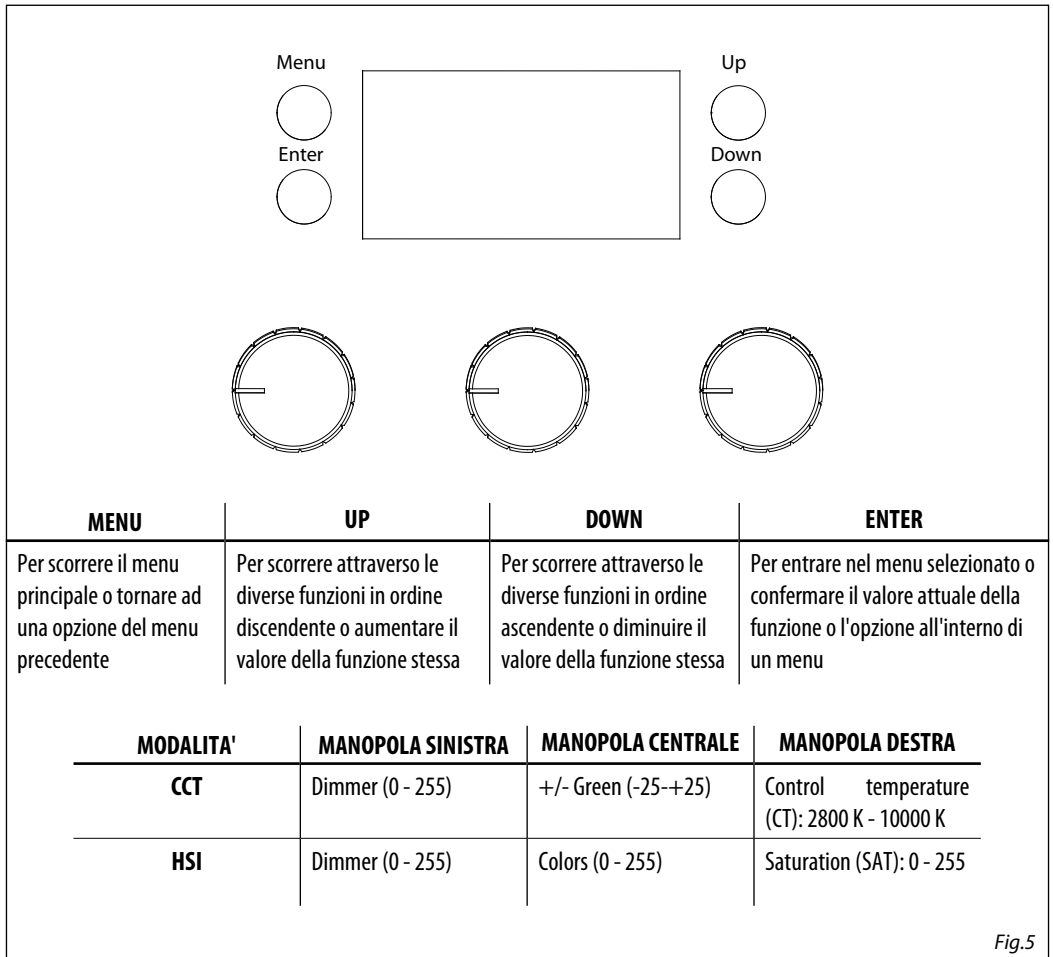 Menu
Up
Enter
Down
MENU
UP
DOWN
ENTER
Per scorrere il menu
principale o tornare ad
una opzione del menu
precedente
Per scorrere attraverso le
diverse funzioni in ordine
discendente o aumentare il
valore della funzione stessa
Per scorrere attraverso le
diverse funzioni in ordine
ascendente o diminuire il
valore della funzione stessa
Per entrare nel menu selezionato o
confermare il valore attuale della
funzione o l'opzione all'interno di
un menu
MODALITA'
MANOPOLA SINISTRA
MANOPOLA CENTRALE
MANOPOLA DESTRA
CCT
Dimmer (0 - 255)
+/- Green (-25-+25)
Control temperature
(CT): 2800 K - 10000 K
HSI
Dimmer (0 - 255)
Colors (0 - 255)
Saturation (SAT): 0 - 255
Fig.5